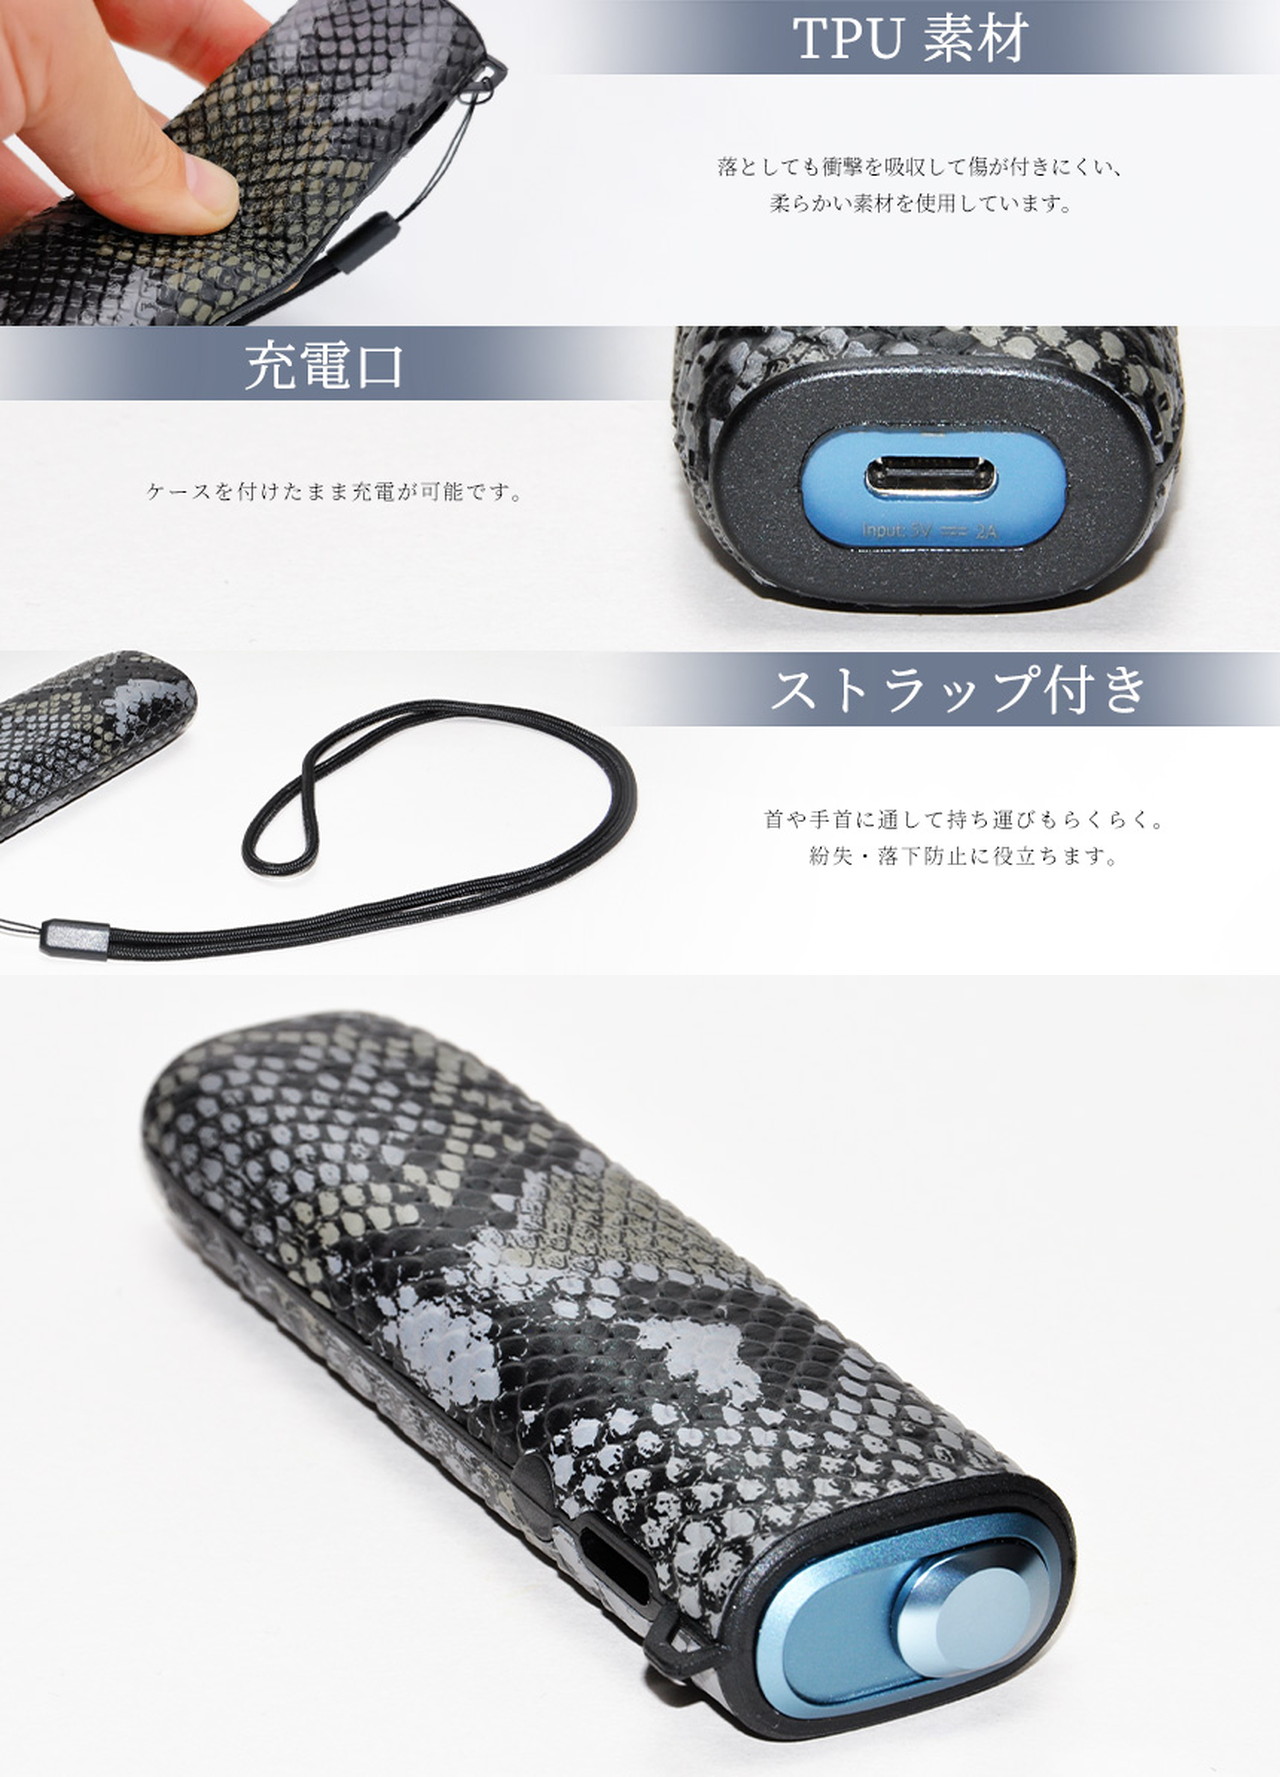 TPU 素材
落としても衝撃を吸収して傷が付きにくい、
柔らかい素材を使用しています。
充電口
ケースを付けたまま充電が可能です。
Input: 5V ⎓ 2A
ストラップ付き
首や手首に通して持ち運びもらくらく。
紛失・落下防止に役立ちます。